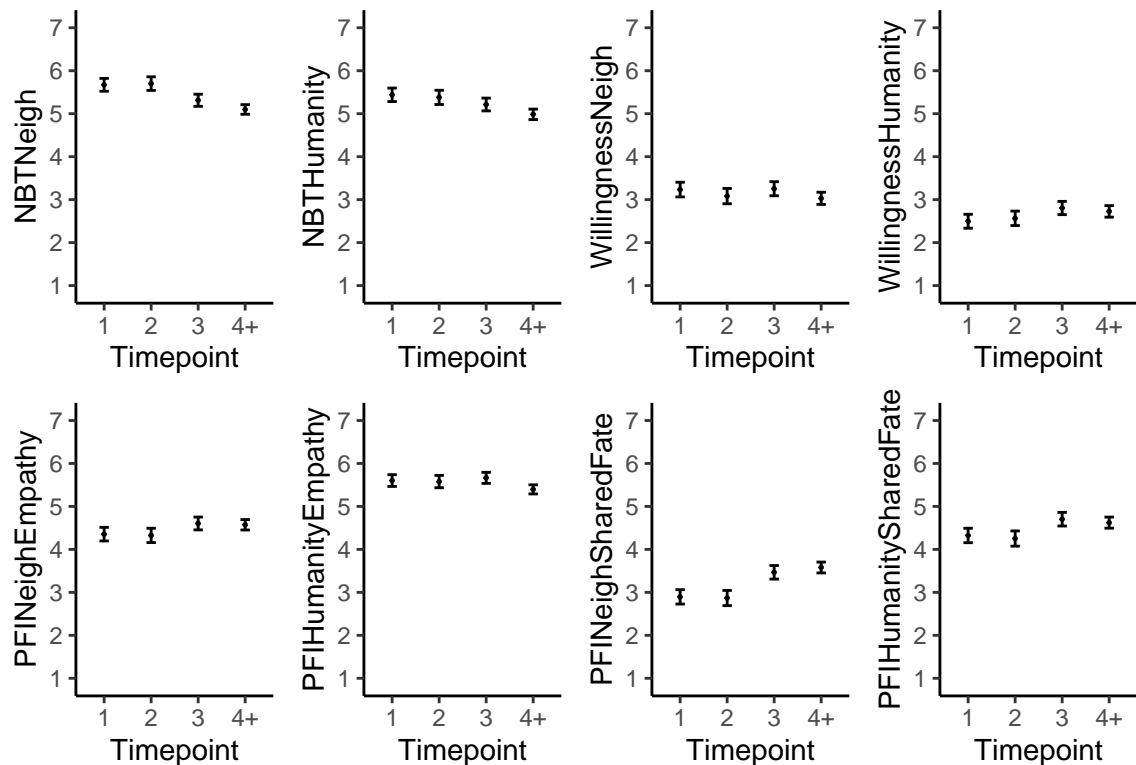 NBTNeigh
7
6
5
4
3
2
1
1 2 3 4+
Timepoint
NBTHumanity
7
6
5
4
3
2
1
1 2 3 4+
Timepoint
WillingnessNeigh
7
6
5
4
3
2
1
1 2 3 4+
Timepoint
WillingnessHumanity
7
6
5
4
3
2
1
1 2 3 4+
Timepoint
PFINeighEmpathy
7
6
5
4
3
2
1
1 2 3 4+
Timepoint
PFIHumanityEmpathy
7
6
5
4
3
2
1
1 2 3 4+
Timepoint
PFINeighSharedFate
7
6
5
4
3
2
1
1 2 3 4+
Timepoint
PFIHumanitySharedFate
7
6
5
4
3
2
1
1 2 3 4+
Timepoint